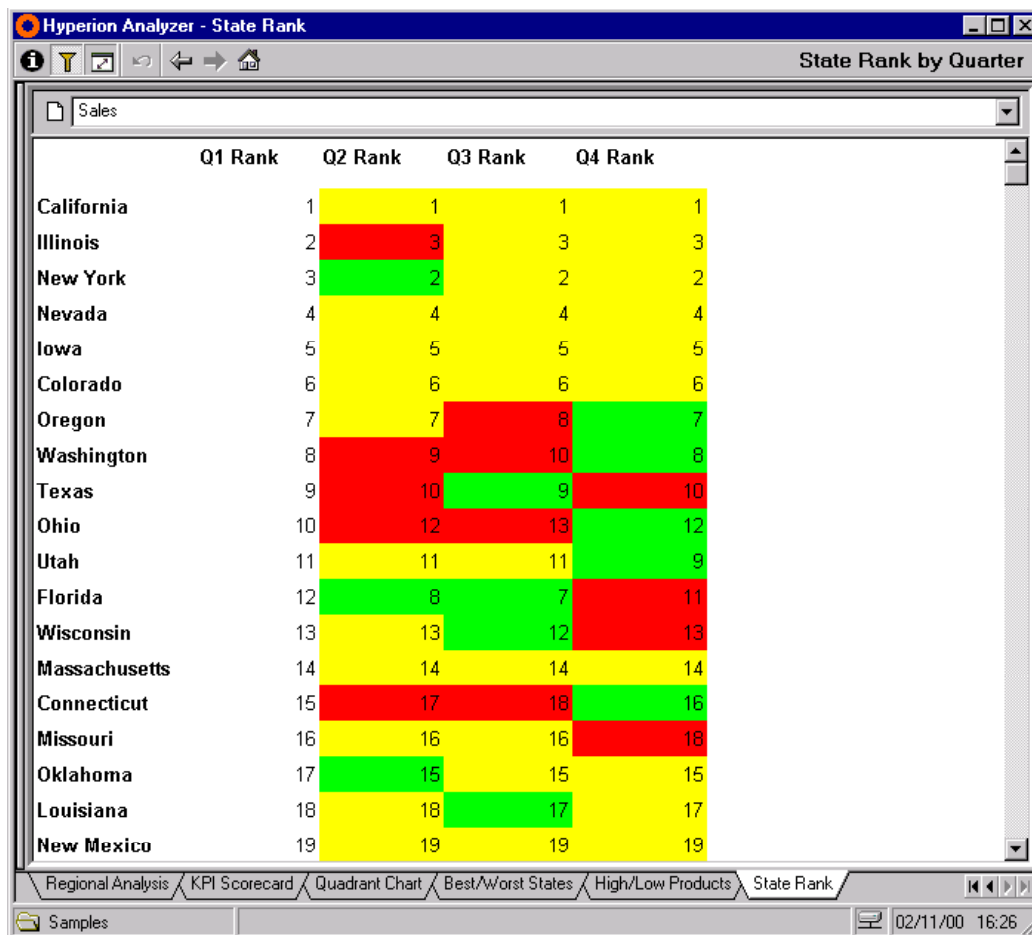 Hyperion Analyzer - State Rank
State Rank by Quarter
Sales
Q1 Rank Q2 Rank Q3 Rank Q4 Rank
California 1 1 1 1
Illinois 2 3 3 3
New York 3 2 2 2
Nevada 4 4 4 4
Iowa 5 5 5 5
Colorado 6 6 6 6
Oregon 7 7 8 7
Washington 8 9 10 8
Texas 9 10 9 10
Ohio 10 12 13 12
Utah 11 11 11 9
Florida 12 8 7 11
Wisconsin 13 13 12 13
Massachusetts 14 14 14 14
Connecticut 15 17 18 16
Missouri 16 16 16 18
Oklahoma 17 15 15 15
Louisiana 18 18 17 17
New Mexico 19 19 19 19
Regional Analysis KPI Scorecard Quadrant Chart Best/Worst States High/Low Products State Rank
Samples 02/11/00 16:26